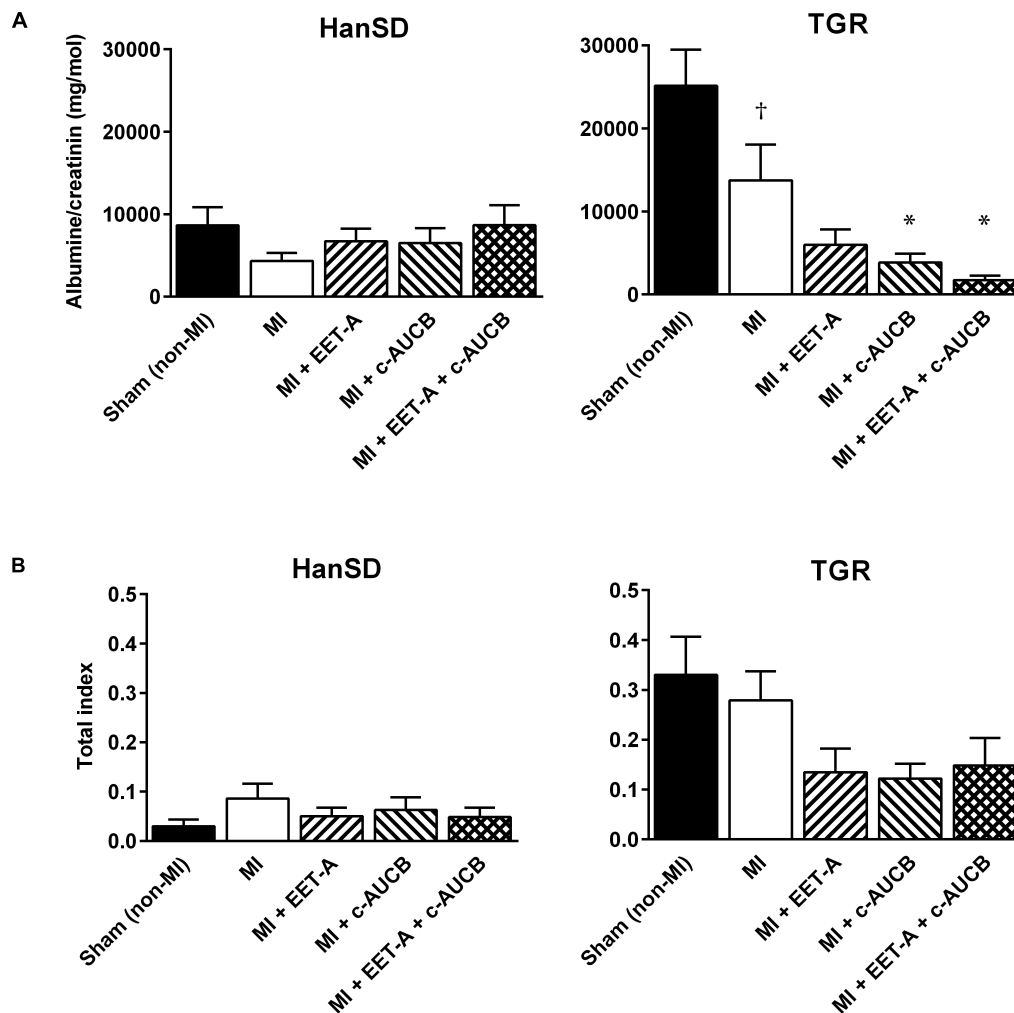 A
HanSD
TGR
Albumine/creatinin (mg/mol)
30000
20000
10000
0
Sham (non-MI)
MI
MI + EET-A
MI + c-AUCB
MI + EET-A + c-AUCB
30000
20000
10000
0
†
*
*
Sham (non-MI)
MI
MI + EET-A
MI + c-AUCB
MI + EET-A + c-AUCB
B
HanSD
TGR
Total index
0.5
0.4
0.3
0.2
0.1
0.0
Sham (non-MI)
MI
MI + EET-A
MI + c-AUCB
MI + EET-A + c-AUCB
0.5
0.4
0.3
0.2
0.1
0.0
Sham (non-MI)
MI
MI + EET-A
MI + c-AUCB
MI + EET-A + c-AUCB